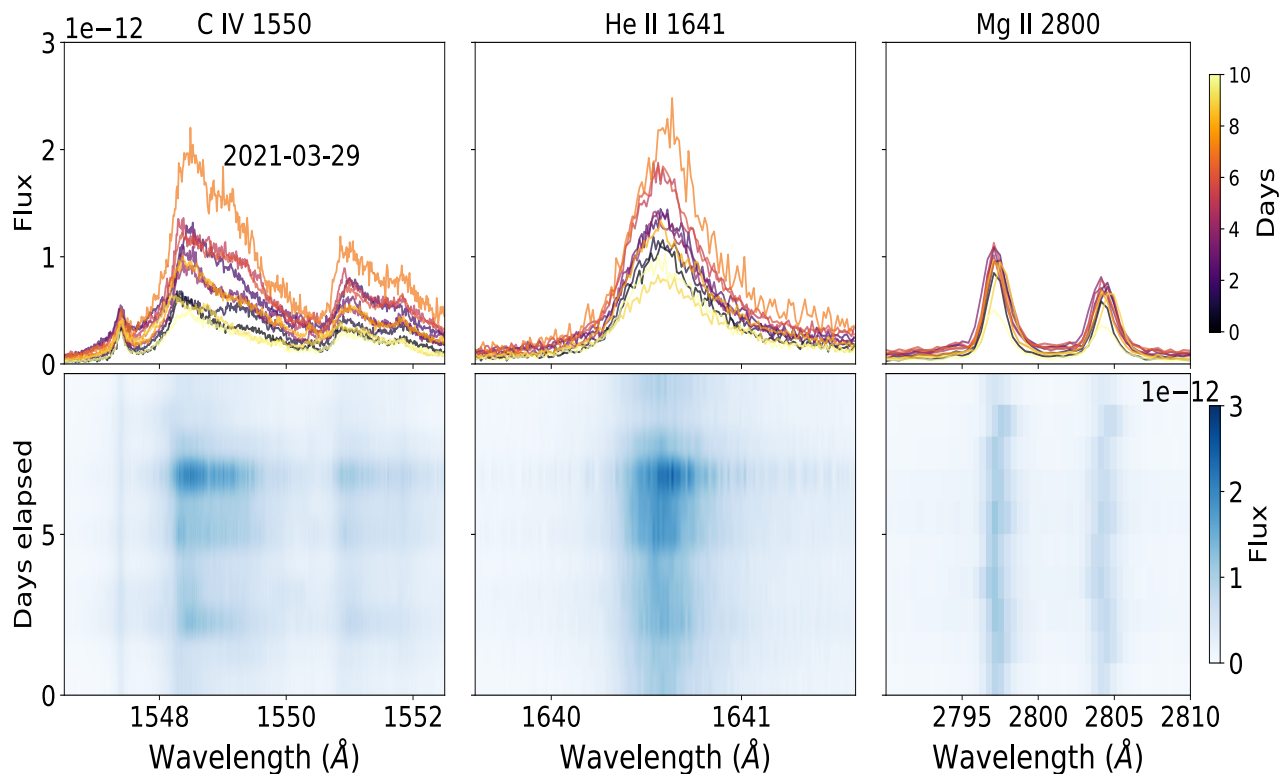 C IV 1550
He II 1641
Mg II 2800
1e−12
3
2
1
0
Flux
2021-03-29
10
8
6
4
2
0
Days
5
0
Days elapsed
1548
1550
1552
Wavelength (Å)
1640
1641
Wavelength (Å)
2795
2800
2805
2810
Wavelength (Å)
1e−12
3
2
1
0
Flux